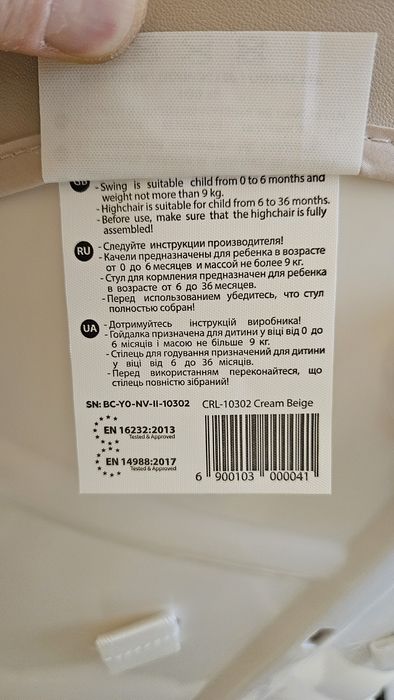 GB
- Swing is suitable child from 0 to 6 months and
weight not more than 9 kg.
- Highchair is suitable for child from 6 to 36 months.
- Before use, make sure that the highchair is fully
assembled!
RU
- Следуйте инструкции производителя!
- Качели предназначены для ребенка в возрасте
от 0 до 6 месяцев и массой не более 9 кг.
- Стул для кормления предназначен для ребенка
в возрасте от 6 до 36 месяцев.
- Перед использованием убедитесь, что стул
полностью собран!
UA
- Дотримуйтесь інструкцій виробника!
- Гойдалка призначена для дитини у віці від 0 до
6 місяців і масою не більше 9 кг.
- Стілець для годування призначений для дитини
у віці від 6 до 36 місяців.
- Перед використанням переконайтеся, що
стілець повністю зібраний!
SN: BC-Y0-NV-II-10302 CRL-10302 Cream Beige
EN 16232:2013
Tested & Approved
EN 14988:2017
Tested & Approved
6 900103 000041